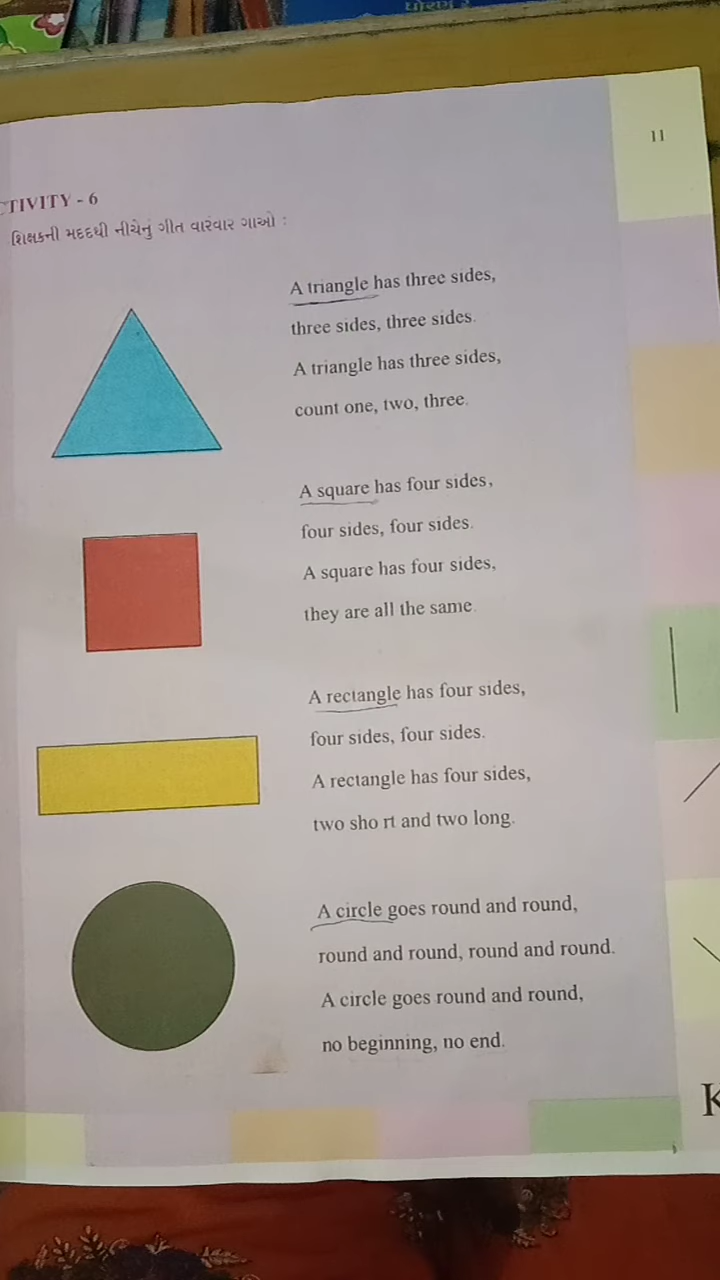 ધોરણ
11
CTIVITY - 6
શિક્ષકની મદદથી નીચેનું ગીત વારંવાર ગાઓ :
A triangle has three sides,
three sides, three sides.
A triangle has three sides,
count one, two, three.
A square has four sides,
four sides, four sides.
A square has four sides,
they are all the same.
A rectangle has four sides,
four sides, four sides.
A rectangle has four sides,
two sho rt and two long.
A circle goes round and round,
round and round, round and round.
A circle goes round and round,
no beginning, no end.
K